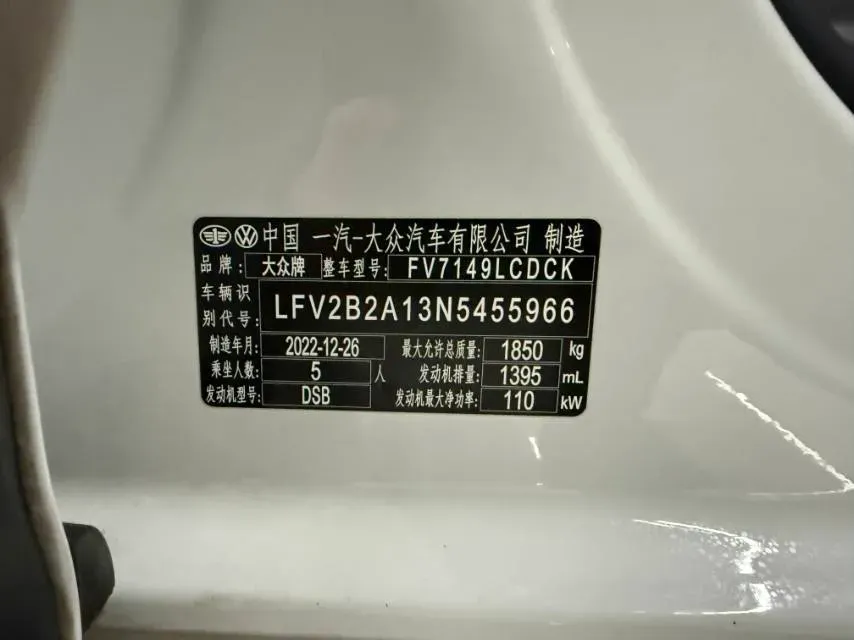 中国 一汽-大众汽车有限公司 制造
品牌: 大众牌 整车型号: FV7149LCDCK
车辆识别代号: LFV2B2A13N5455966
制造年月: 2022-12-26 最大允许总质量: 1850 kg
乘坐人数: 5 人 发动机排量: 1395 mL
发动机型号: DSB 发动机最大净功率: 110 kW